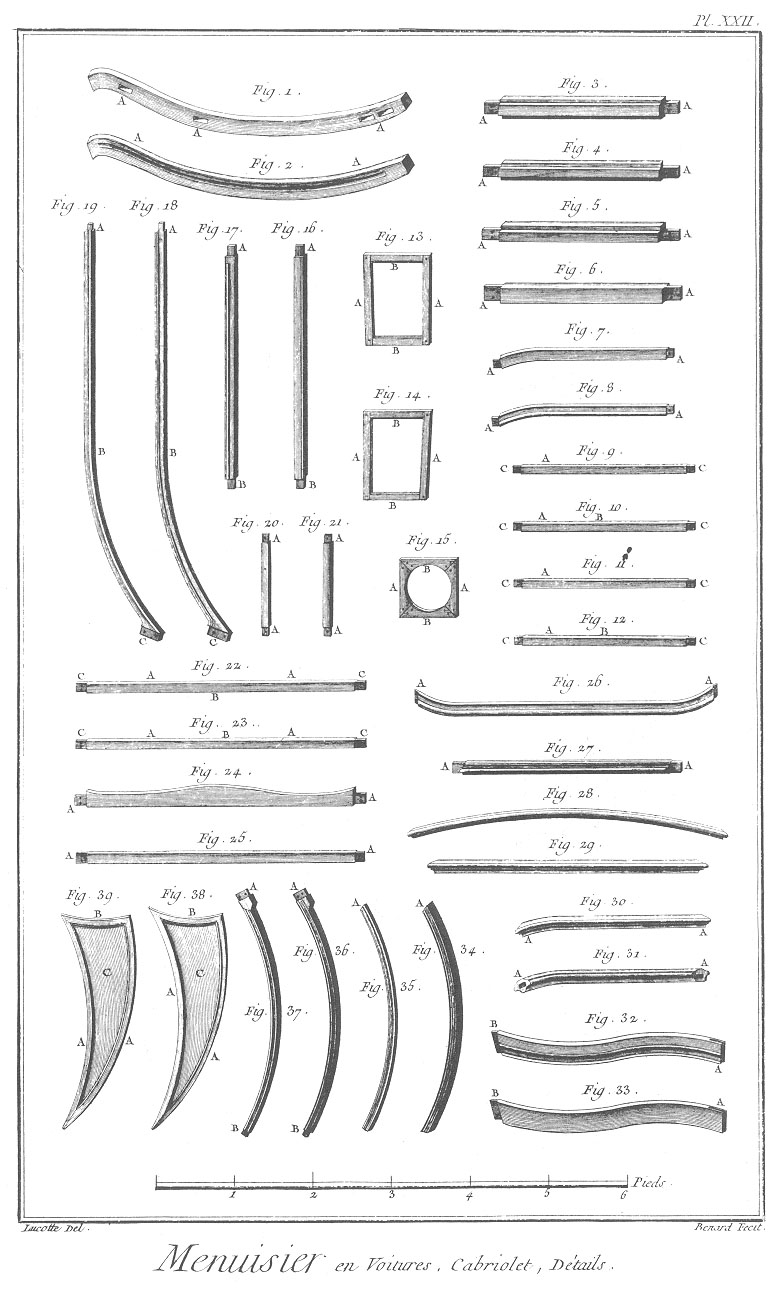 Pl. XXII.
Fig. 1.
A A A
Fig. 2.
A A
Fig. 3.
A A
Fig. 4.
A A
Fig. 5.
A A
Fig. 6.
A A
Fig. 7.
A A
Fig. 8.
A A
Fig. 9.
C A C
Fig. 10.
C A B C
Fig. 11.
C A C
Fig. 12.
C A B C
Fig. 19.
A
B
C
Fig. 18.
A
B
C
Fig. 17.
A
B
Fig. 16.
A
B
Fig. 13.
B
A A
B
Fig. 14.
B
A A
B
Fig. 15.
B
A A
B
Fig. 20.
A
A
Fig. 21.
A
A
Fig. 22.
C A A C
B
Fig. 23.
C A B A C
Fig. 24.
A A
Fig. 25.
A A
Fig. 26.
A A
Fig. 27.
A A
Fig. 28.
Fig. 29.
Fig. 30.
A A
Fig. 31.
A A
Fig. 32.
B
A
Fig. 33.
B A
Fig. 39.
B
C
A A
Fig. 38.
B
C
A
A
Fig. 37.
A
B
Fig. 36.
A
B
Fig. 35.
A
Fig. 34.
A
1 2 3 4 5 6 Pieds.
Lucotte Del.
Benard Fecit.
Menuisier en Voitures, Cabriolet, Détails.